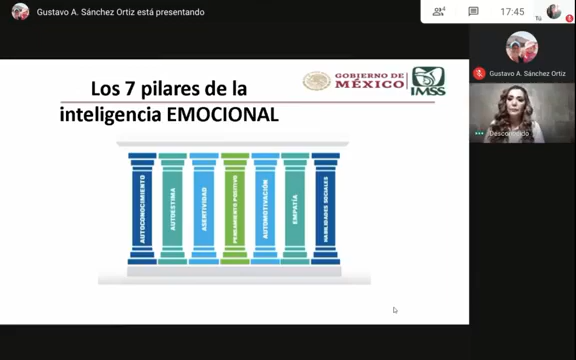 Gustavo A. Sánchez Ortiz está presentando
4
17:45
Tú
Los 7 pilares de la
inteligencia EMOCIONAL
GOBIERNO DE
MÉXICO
IMSS
AUTOCONOCIMIENTO
AUTOESTIMA
ASERTIVIDAD
PENSAMIENTO POSITIVO
AUTOMOTIVACIÓN
EMPATÍA
HABILIDADES SOCIALES
Gustavo A. Sánchez Ortiz
Desconocido